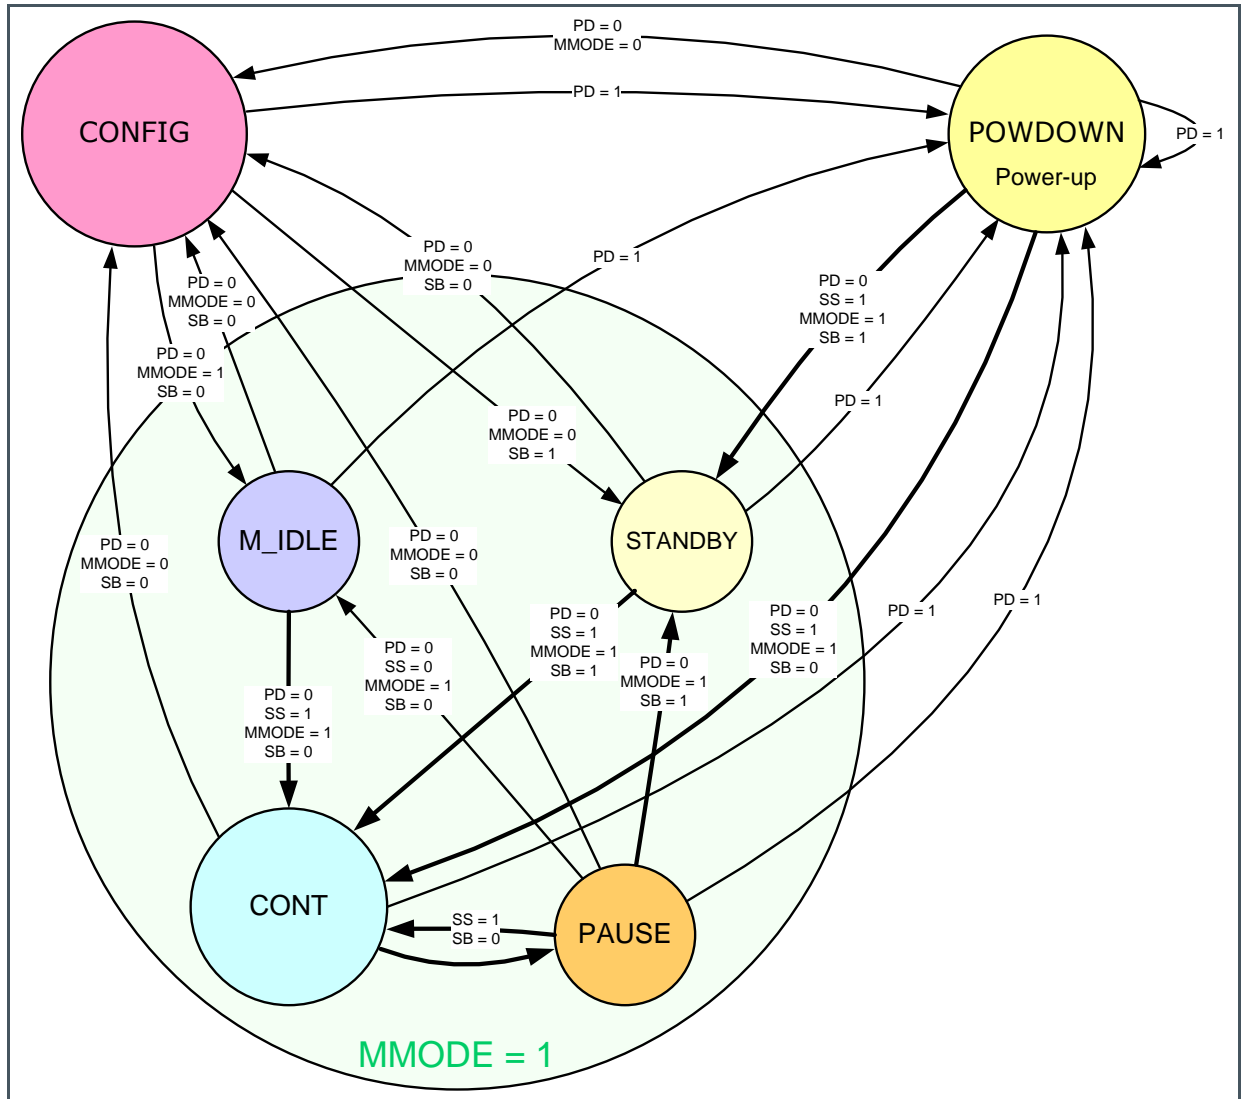 PD = 0
MMODE = 0
PD = 1
CONFIG
POWDOWN
Power-up
PD = 1
PD = 0
MMODE = 0
SB = 0
PD = 1
PD = 0
MMODE = 0
SB = 0
PD = 0
SS = 1
MMODE = 1
SB = 1
PD = 0
MMODE = 1
SB = 0
PD = 1
PD = 0
MMODE = 0
SB = 1
M_IDLE
STANDBY
PD = 0
MMODE = 0
SB = 0
PD = 0
MMODE = 0
SB = 0
PD = 0
SS = 1
MMODE = 1
SB = 1
PD = 0
SS = 1
MMODE = 1
SB = 0
PD = 1
PD = 1
PD = 0
SS = 0
MMODE = 1
SB = 0
PD = 0
MMODE = 1
SB = 1
PD = 0
SS = 1
MMODE = 1
SB = 0
CONT
SS = 1
SB = 0
PAUSE
MMODE = 1